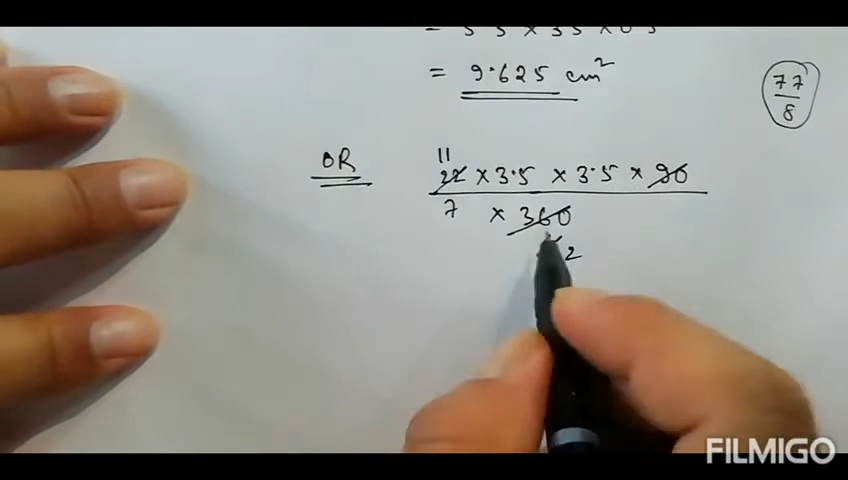 = 9.625 cm²
77
8
OR
11
22 × 3.5 × 3.5 × 90
7 × 360
2
FILMIGO